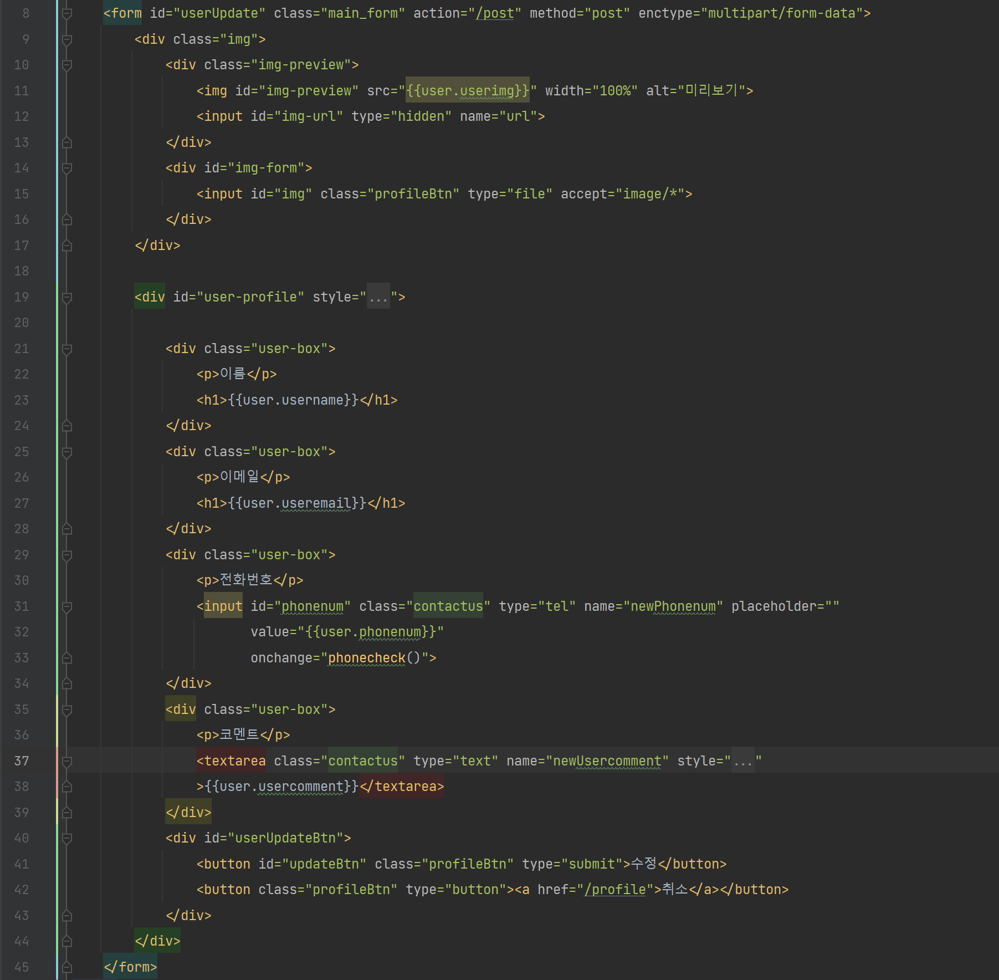 8 <form id="userUpdate" class="main_form" action="/post" method="post" enctype="multipart/form-data">
9 <div class="img">
10 <div class="img-preview">
11 <img id="img-preview" src="{{user.userimg}}" width="100%" alt="미리보기">
12 <input id="img-url" type="hidden" name="url">
13 </div>
14 <div id="img-form">
15 <input id="img" class="profileBtn" type="file" accept="image/*">
16 </div>
17 </div>
18
19 <div id="user-profile" style="...">
20
21 <div class="user-box">
22 <p>이름</p>
23 <h1>{{user.username}}</h1>
24 </div>
25 <div class="user-box">
26 <p>이메일</p>
27 <h1>{{user.useremail}}</h1>
28 </div>
29 <div class="user-box">
30 <p>전화번호</p>
31 <input id="phonenum" class="contactus" type="tel" name="newPhonenum" placeholder=""
32 value="{{user.phonenum}}"
33 onchange="phonecheck()">
34 </div>
35 <div class="user-box">
36 <p>코멘트</p>
37 <textarea class="contactus" type="text" name="newUsercomment" style="..."
38 >{{user.usercomment}}</textarea>
39 </div>
40 <div id="userUpdateBtn">
41 <button id="updateBtn" class="profileBtn" type="submit">수정</button>
42 <button class="profileBtn" type="button"><a href="/profile">취소</a></button>
43 </div>
44 </div>
45 </form>